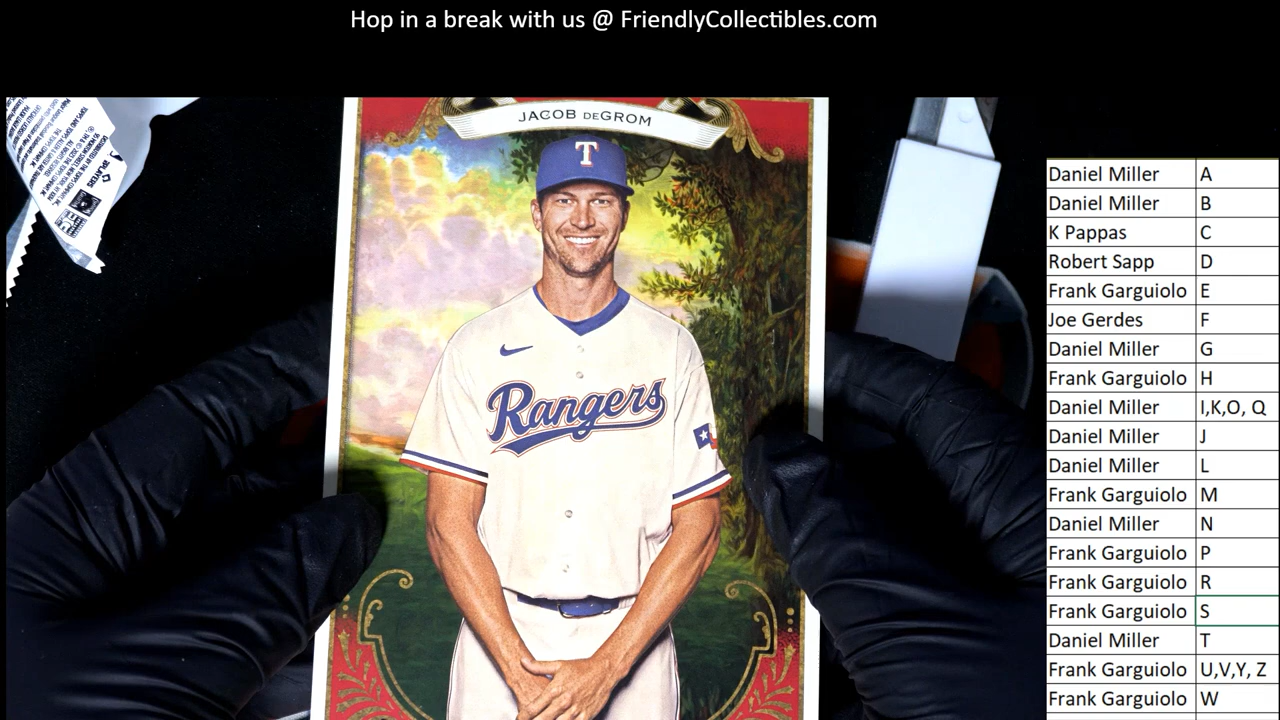 Hop in a break with us @ FriendlyCollectibles.com
JACOB DEGROM
T
Rangers
Daniel Miller A
Daniel Miller B
K Pappas C
Robert Sapp D
Frank Garguiolo E
Joe Gerdes F
Daniel Miller G
Frank Garguiolo H
Daniel Miller I,K,O, Q
Daniel Miller J
Daniel Miller L
Frank Garguiolo M
Daniel Miller N
Frank Garguiolo P
Frank Garguiolo R
Frank Garguiolo S
Daniel Miller T
Frank Garguiolo U,V,Y, Z
Frank Garguiolo W